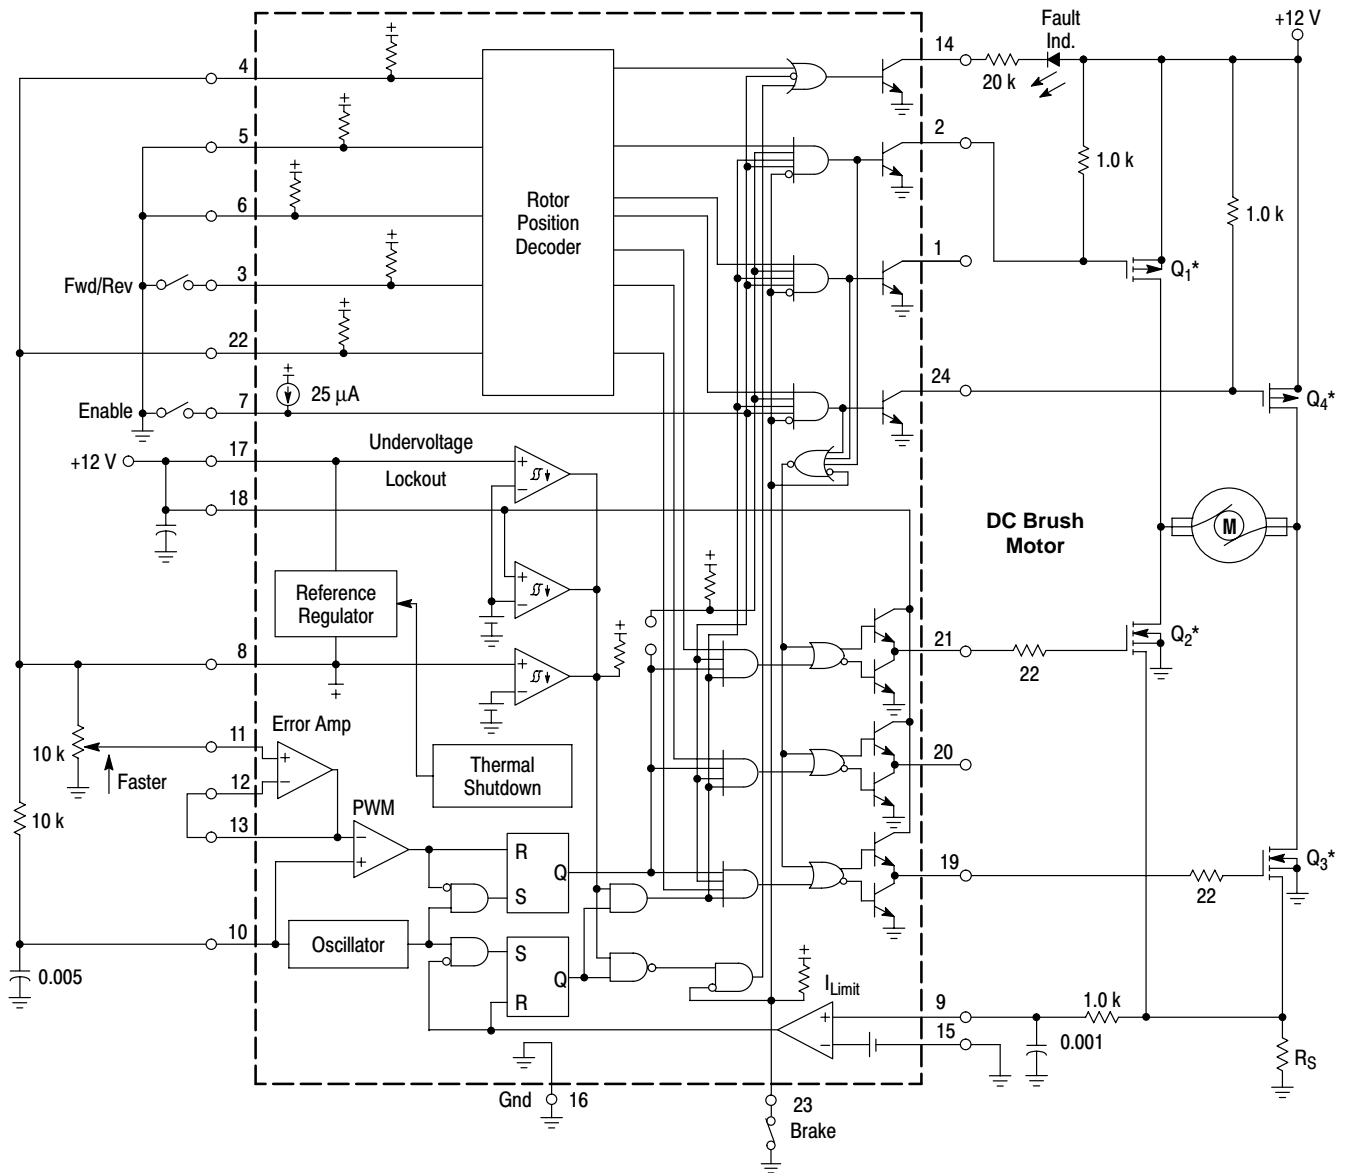 Fault
Ind.
+12 V
4
14
20 k
5
2
1.0 k
6
Rotor
Position
Decoder
1.0 k
Fwd/Rev
3
1
Q1*
22
25 µA
24
Enable
7
Q4*
+12 V
17
Undervoltage
Lockout
18
DC Brush
Motor
M
Reference
Regulator
8
21
22
Q2*
Error Amp
11
10 k
Faster
12
Thermal
Shutdown
20
10 k
13
PWM
R
Q
S
19
22
Q3*
10
Oscillator
S
Q
R
0.005
ILimit
9
1.0 k
15
0.001
RS
Gnd
16
23
Brake